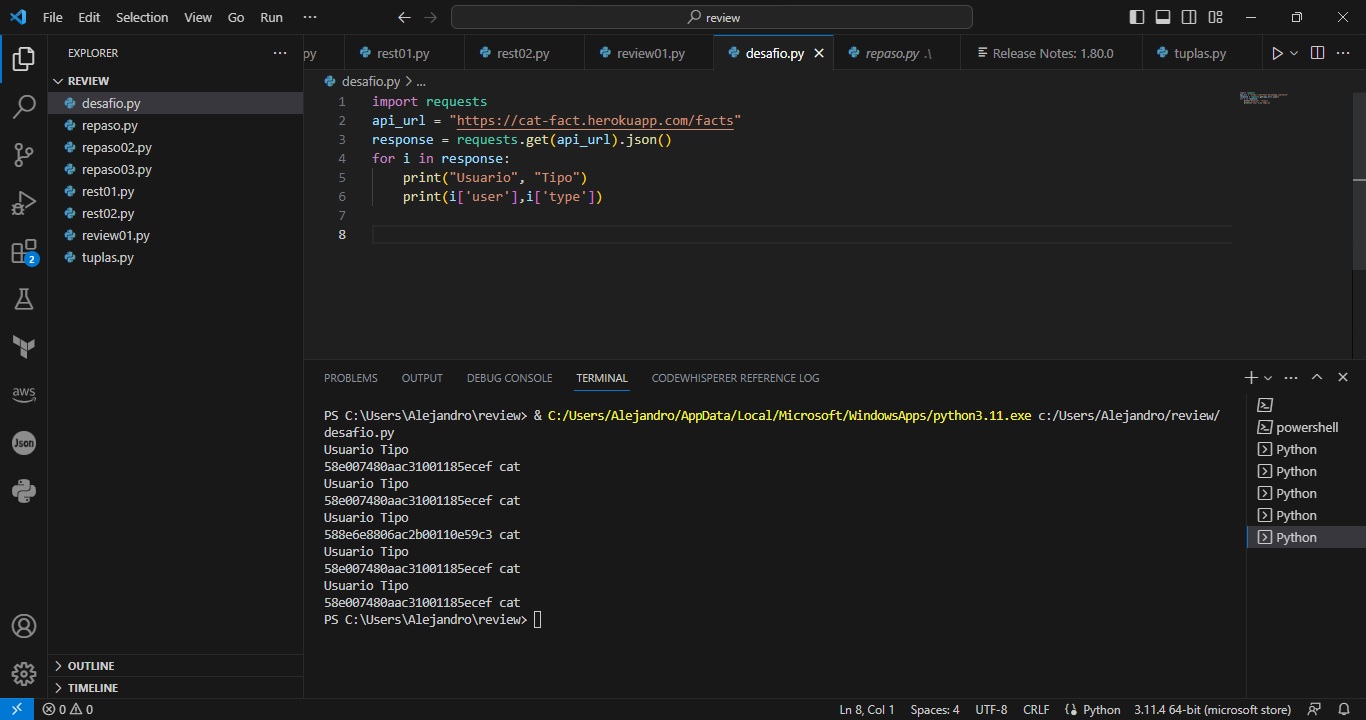 File Edit Selection View Go Run ··· review
EXPLORER ···
py rest01.py rest02.py review01.py desafio.py repaso.py .\ Release Notes: 1.80.0 tuplas.py
REVIEW
desafio.py
repaso.py
repaso02.py
repaso03.py
rest01.py
rest02.py
review01.py
tuplas.py
2
aws
Json
OUTLINE
TIMELINE
desafio.py > ...
1 import requests
2 api_url = "https://cat-fact.herokuapp.com/facts"
3 response = requests.get(api_url).json()
4 for i in response:
5 print("Usuario", "Tipo")
6 print(i['user'],i['type'])
7
8
PROBLEMS OUTPUT DEBUG CONSOLE TERMINAL CODEWHISPERER REFERENCE LOG
PS C:\Users\Alejandro\review> & C:/Users/Alejandro/AppData/Local/Microsoft/WindowsApps/python3.11.exe c:/Users/Alejandro/review/
desafio.py
Usuario Tipo
58e007480aac31001185ecef cat
Usuario Tipo
58e007480aac31001185ecef cat
Usuario Tipo
588e6e8806ac2b00110e59c3 cat
Usuario Tipo
58e007480aac31001185ecef cat
Usuario Tipo
58e007480aac31001185ecef cat
PS C:\Users\Alejandro\review>
powershell
Python
Python
Python
Python
Python
0 0 Ln 8, Col 1 Spaces: 4 UTF-8 CRLF Python 3.11.4 64-bit (microsoft store)